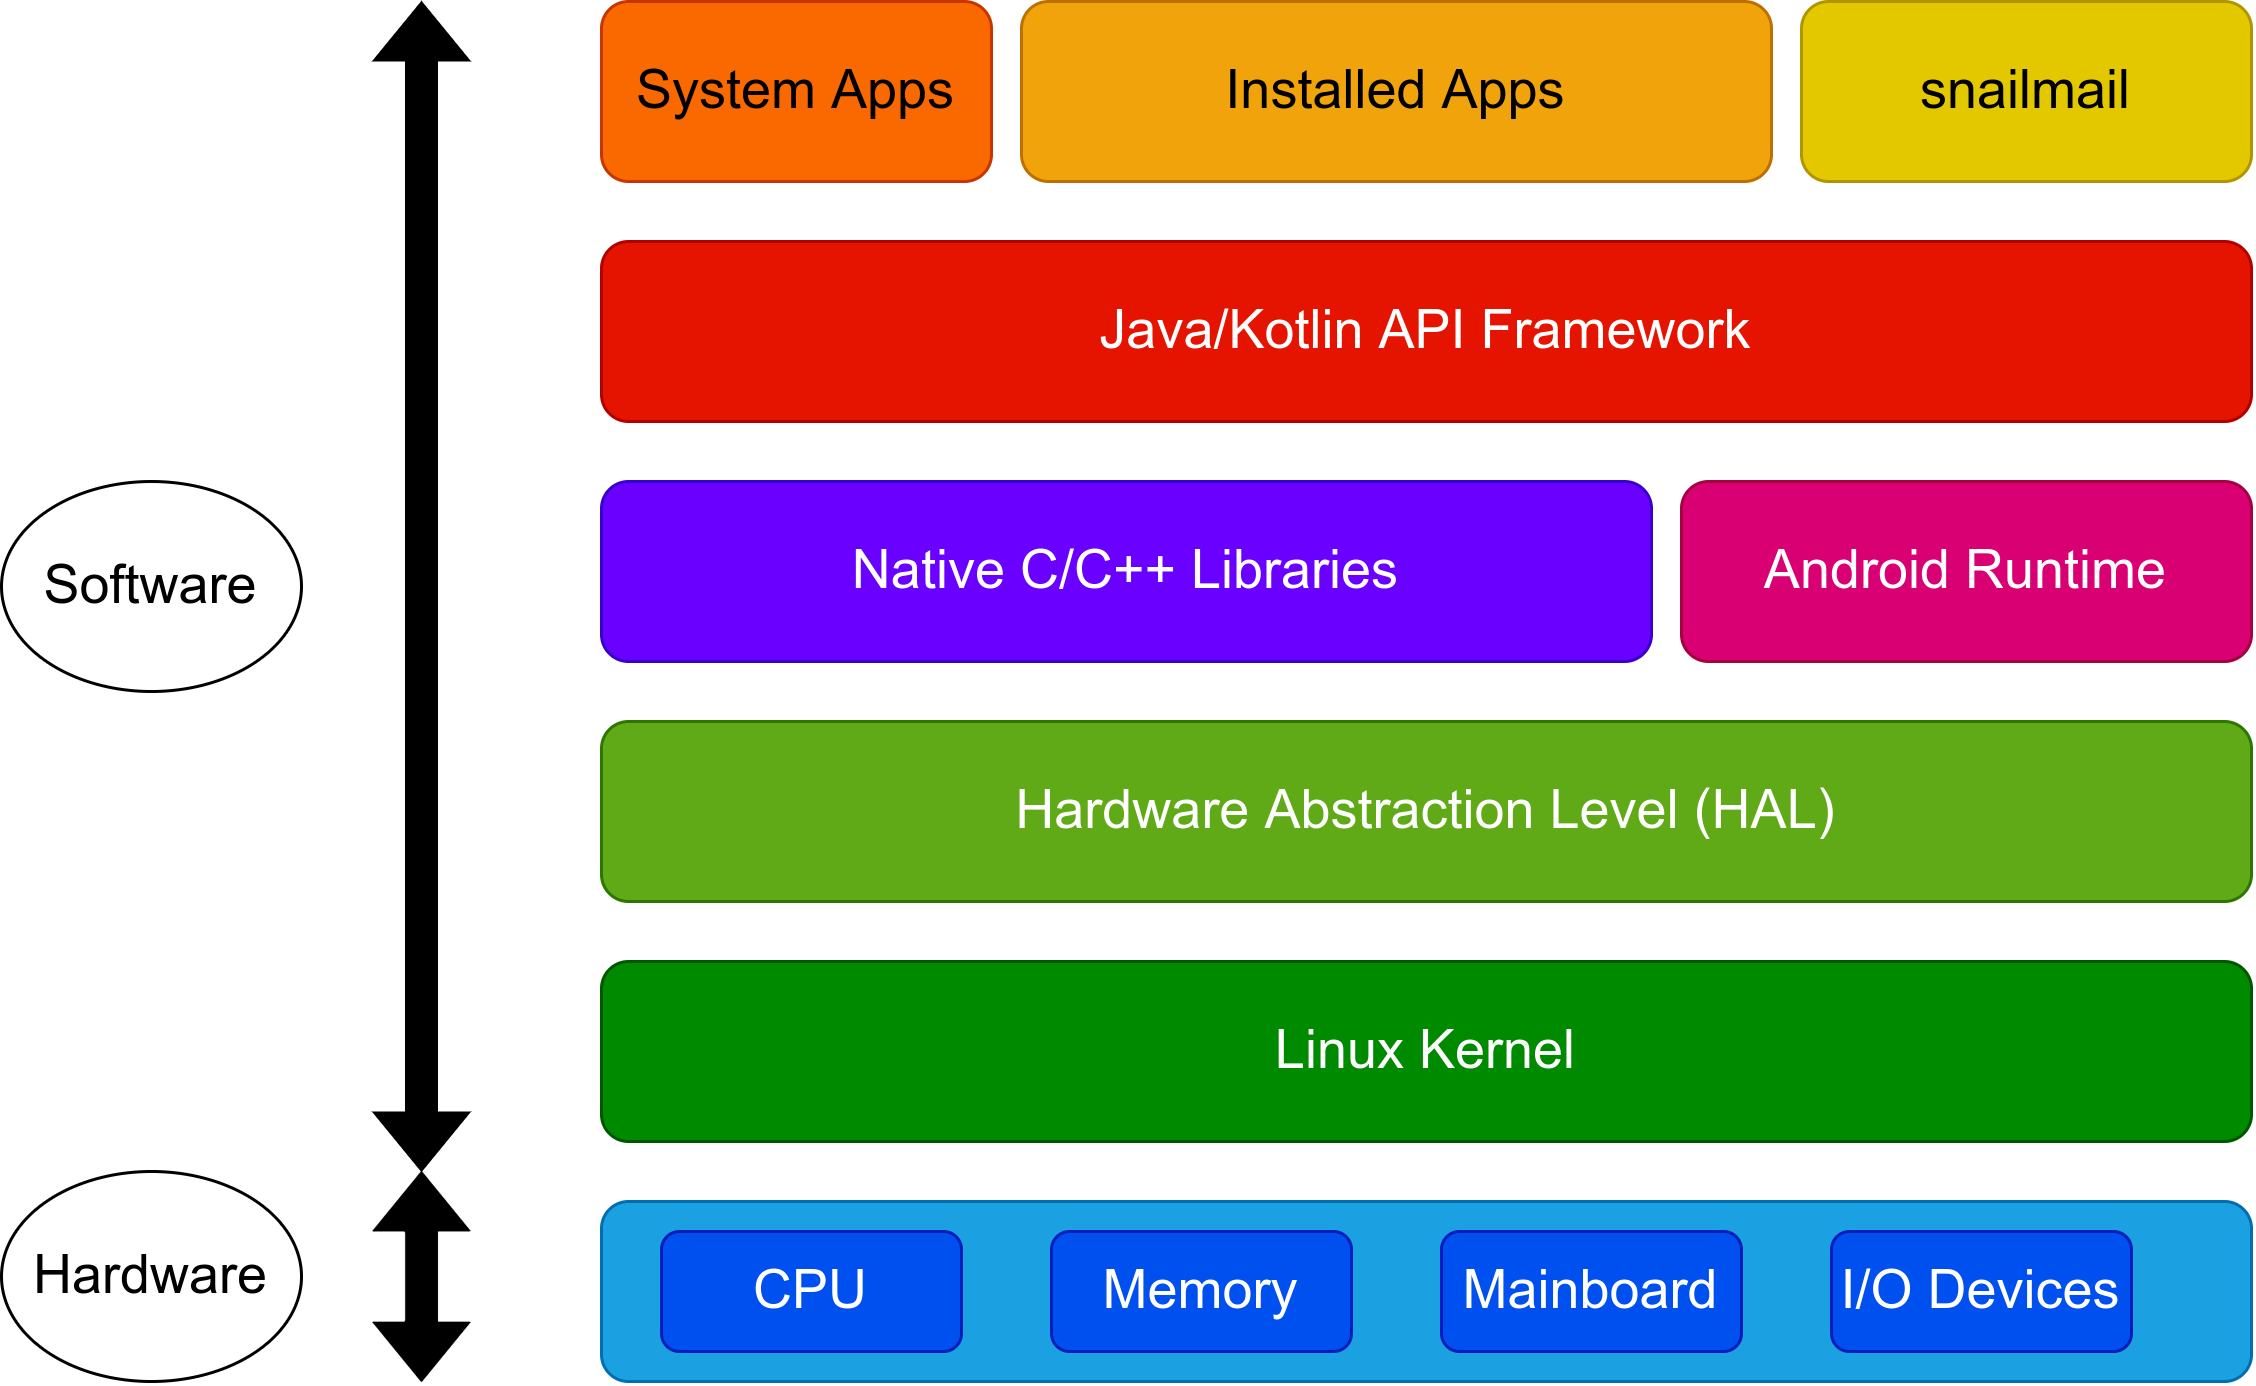 System Apps
Installed Apps
snailmail
Java/Kotlin API Framework
Software
Native C/C++ Libraries
Android Runtime
Hardware Abstraction Level (HAL)
Linux Kernel
Hardware
CPU
Memory
Mainboard
I/O Devices